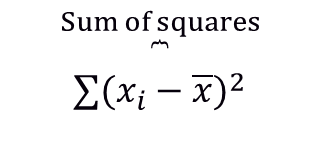 Sum of squares
∑(xᵢ − x̅)²